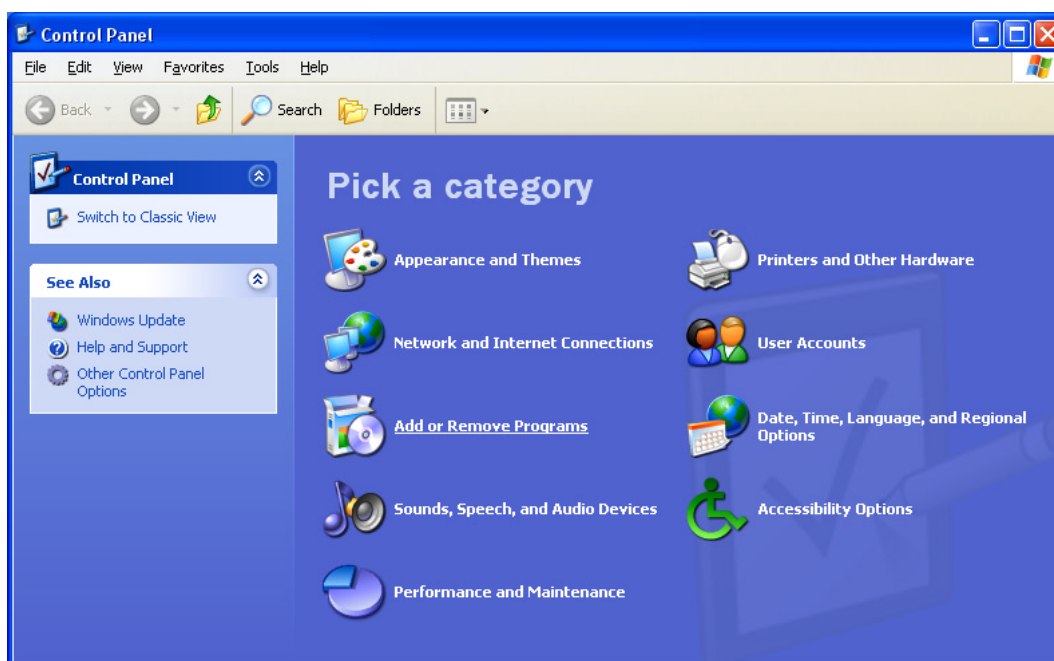 Control Panel
File Edit View Favorites Tools Help
Back Search Folders
Control Panel
Switch to Classic View
See Also
Windows Update
Help and Support
Other Control Panel
Options
Pick a category
Appearance and Themes
Printers and Other Hardware
Network and Internet Connections
User Accounts
Add or Remove Programs
Date, Time, Language, and Regional
Options
Sounds, Speech, and Audio Devices
Accessibility Options
Performance and Maintenance